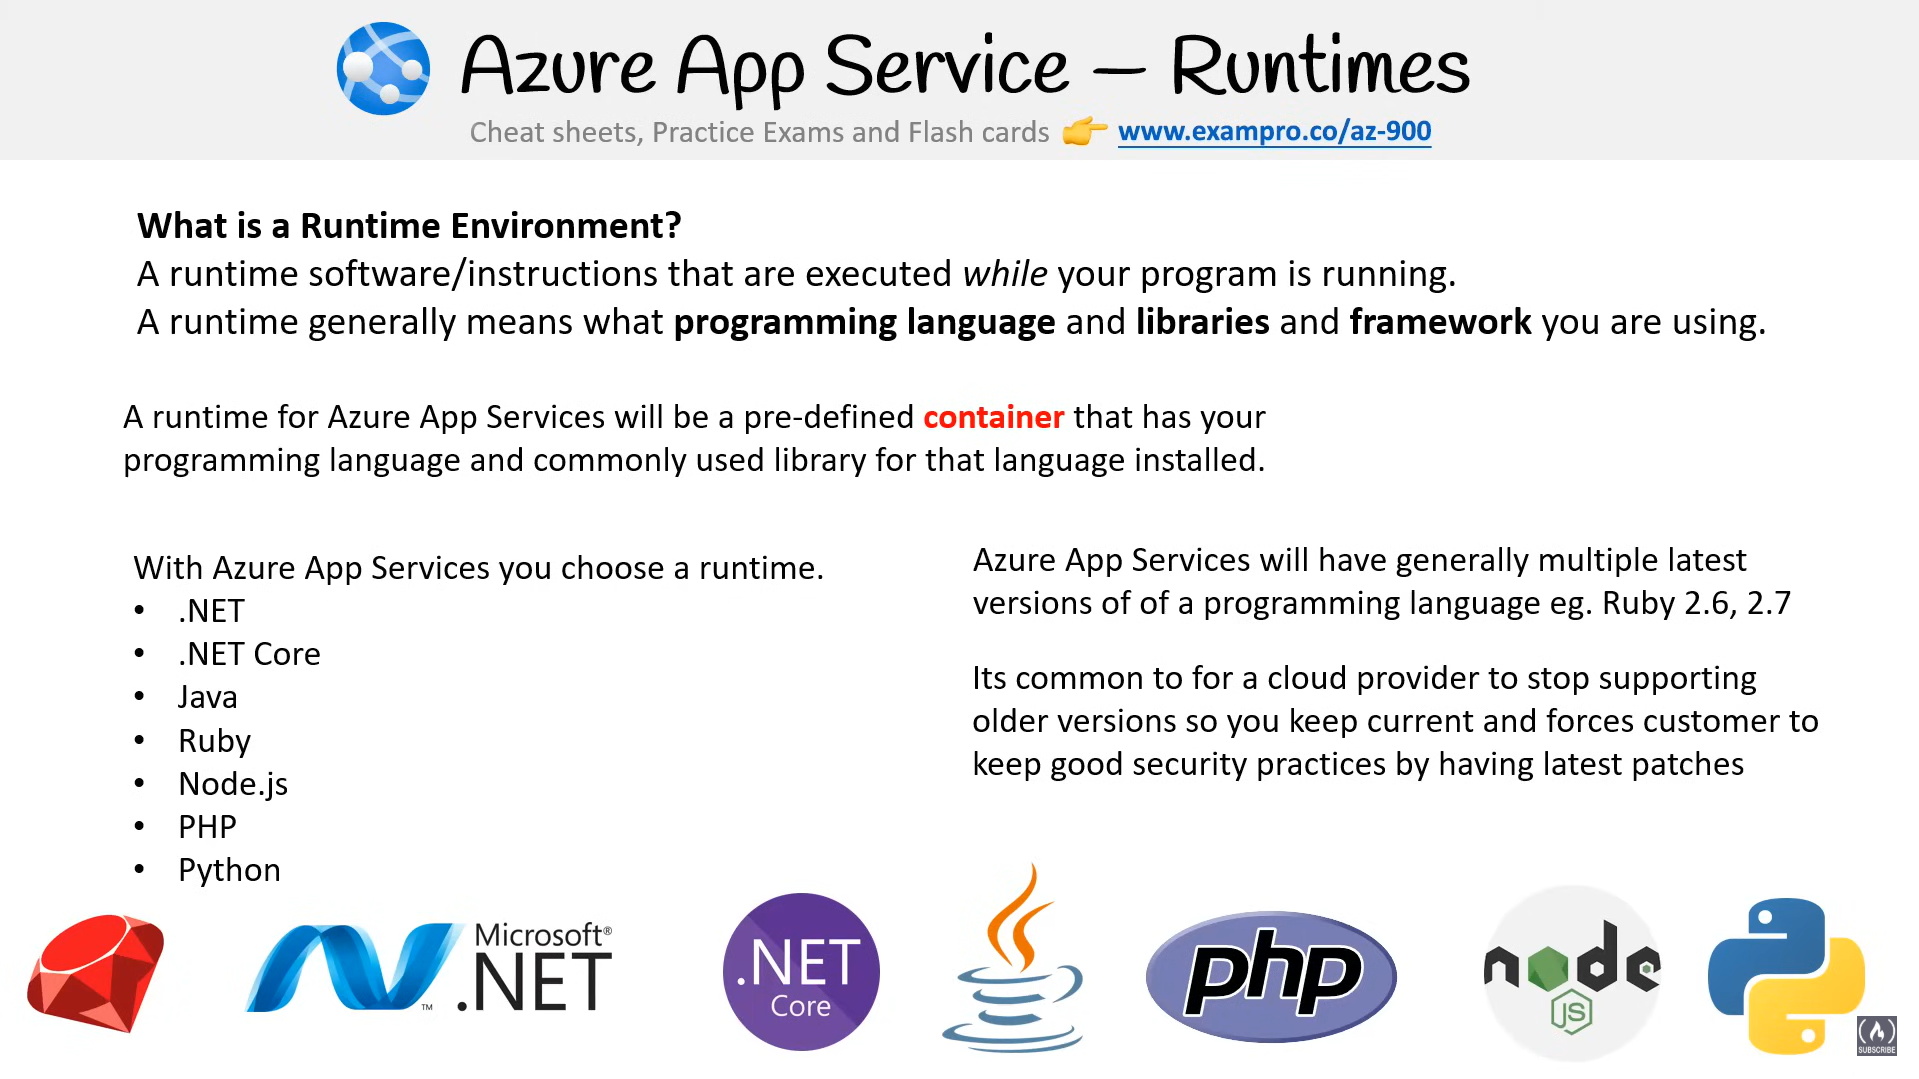 Azure App Service – Runtimes
Cheat sheets, Practice Exams and Flash cards 👉 www.exampro.co/az-900
What is a Runtime Environment?
A runtime software/instructions that are executed while your program is running.
A runtime generally means what programming language and libraries and framework you are using.
A runtime for Azure App Services will be a pre-defined container that has your
programming language and commonly used library for that language installed.
With Azure App Services you choose a runtime.
• .NET
• .NET Core
• Java
• Ruby
• Node.js
• PHP
• Python
Azure App Services will have generally multiple latest
versions of of a programming language eg. Ruby 2.6, 2.7
Its common to for a cloud provider to stop supporting
older versions so you keep current and forces customer to
keep good security practices by having latest patches
Microsoft®
.NET
™
.NET
Core
php
node
JS
SUBSCRIBE